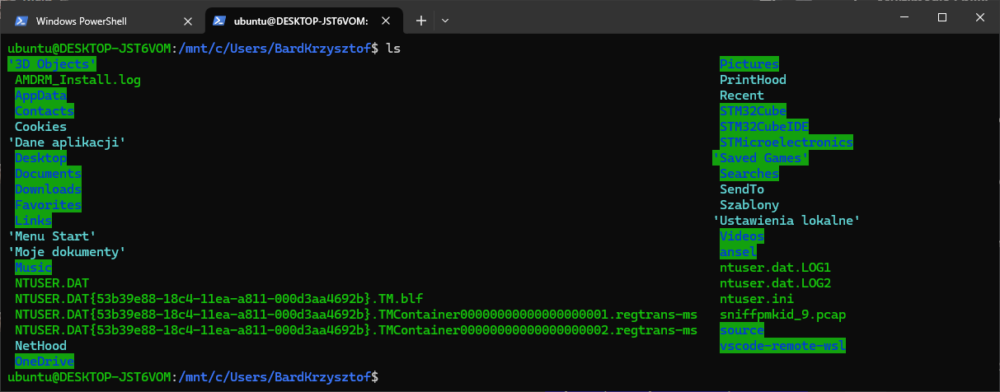 Windows PowerShell
ubuntu@DESKTOP-JST6VOM:
ubuntu@DESKTOP-JST6VOM:/mnt/c/Users/BardKrzysztof$ ls
'3D Objects' Pictures
AMDRM_Install.log PrintHood
AppData Recent
Contacts STM32Cube
Cookies STM32CubeIDE
'Dane aplikacji' STMicroelectronics
Desktop 'Saved Games'
Documents Searches
Downloads SendTo
Favorites Szablony
Links 'Ustawienia lokalne'
'Menu Start' Videos
'Moje dokumenty' ansel
Music ntuser.dat.LOG1
NTUSER.DAT ntuser.dat.LOG2
NTUSER.DAT{53b39e88-18c4-11ea-a811-000d3aa4692b}.TM.blf ntuser.ini
NTUSER.DAT{53b39e88-18c4-11ea-a811-000d3aa4692b}.TMContainer00000000000000000001.regtrans-ms sniffpmkid_9.pcap
NTUSER.DAT{53b39e88-18c4-11ea-a811-000d3aa4692b}.TMContainer00000000000000000002.regtrans-ms source
NetHood vscode-remote-wsl
OneDrive
ubuntu@DESKTOP-JST6VOM:/mnt/c/Users/BardKrzysztof$